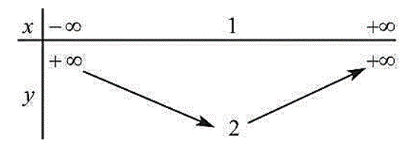 x −∞ 1 +∞
+∞ +∞
y
2